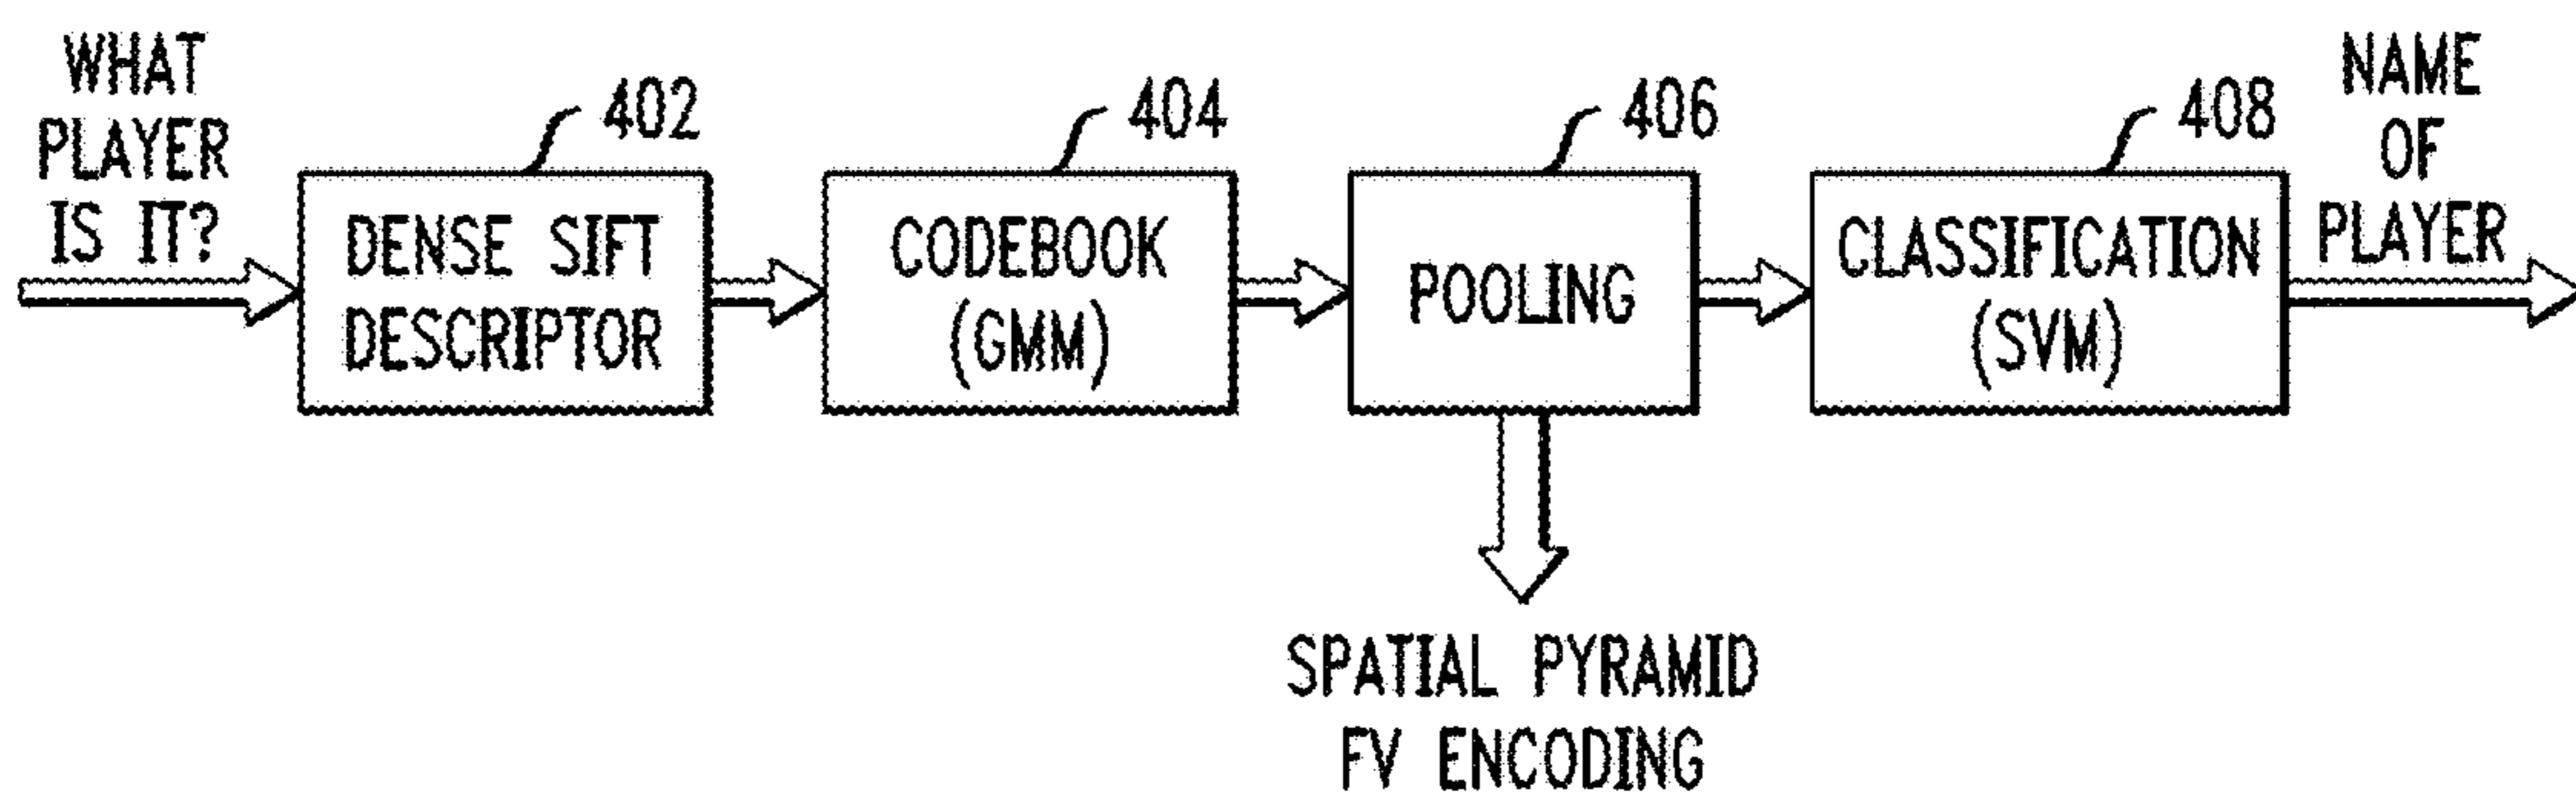 WHAT
PLAYER
IS IT?
402
DENSE SIFT
DESCRIPTOR
404
CODEBOOK
(GMM)
406
POOLING
408
CLASSIFICATION
(SVM)
NAME
OF
PLAYER
SPATIAL PYRAMID
FV ENCODING